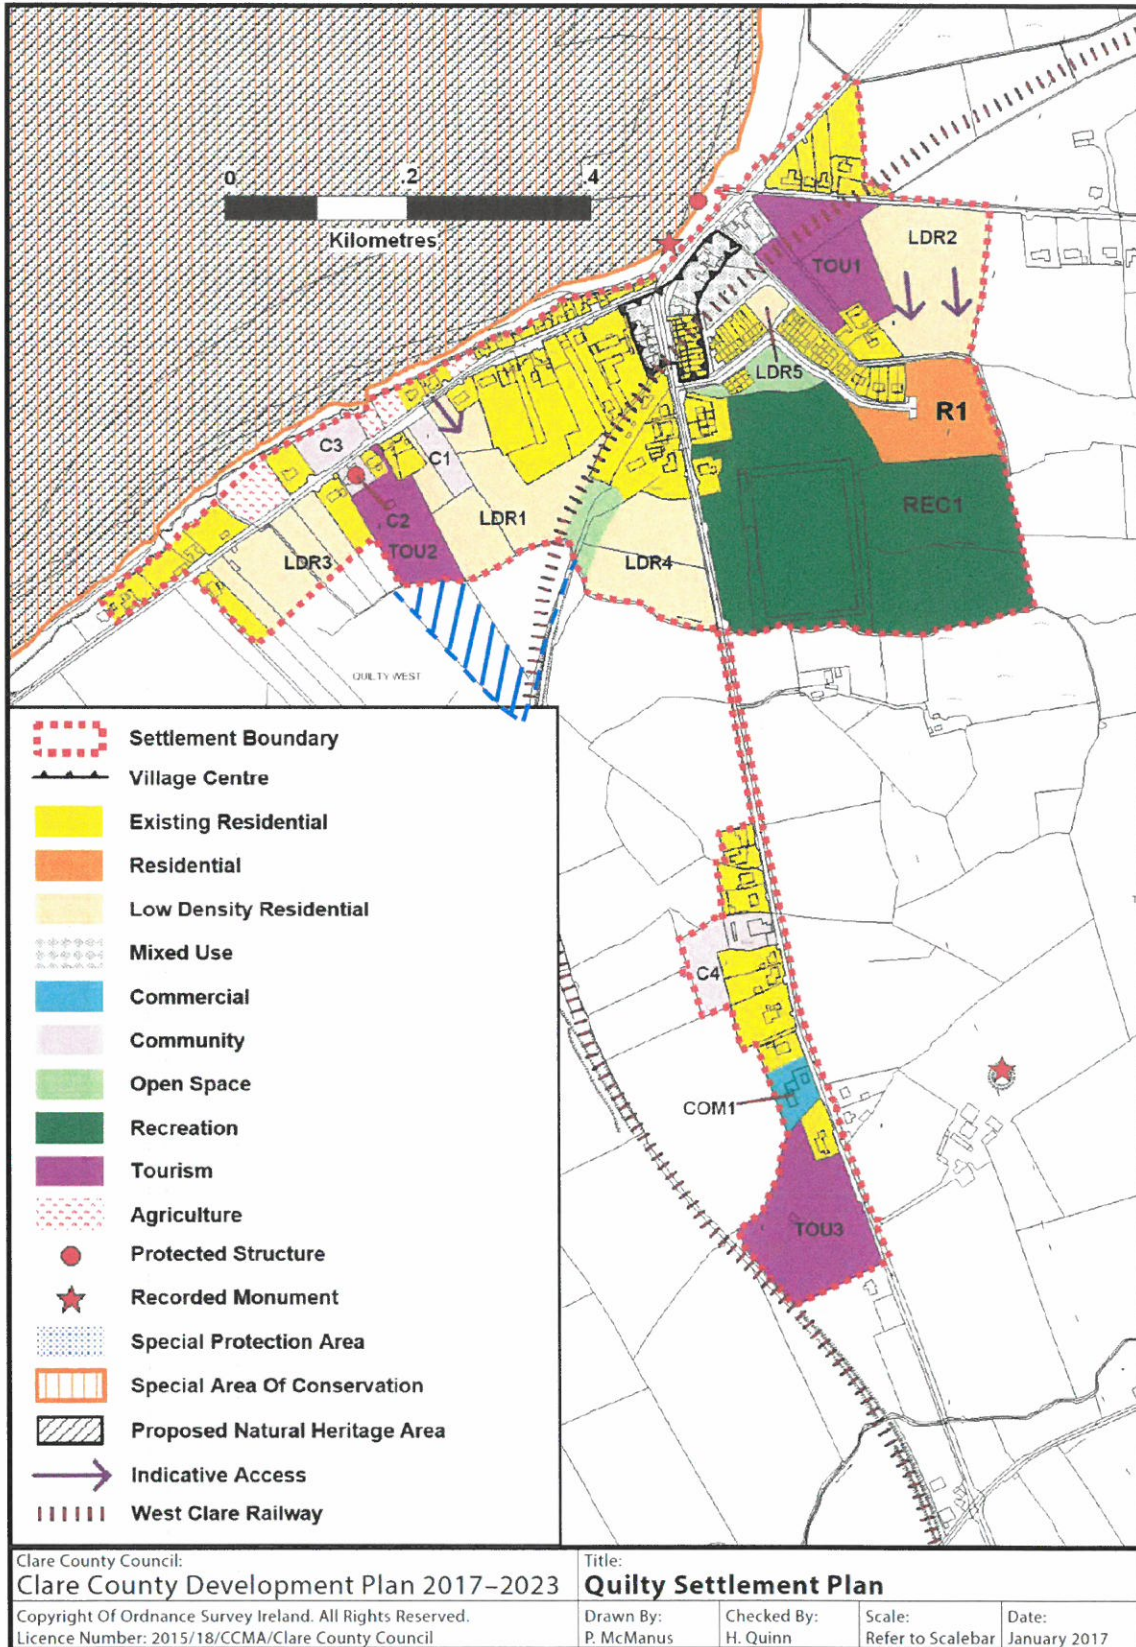 0 .2 .4
Kilometres
LDR2
TOU1
LDR5
R1
C3
C1
REC1
C2
LDR1
TOU2
LDR3
LDR4
QUILTY WEST
Settlement Boundary
Village Centre
Existing Residential
Residential
Low Density Residential
Mixed Use
Commercial
Community
Open Space
Recreation
Tourism
Agriculture
Protected Structure
Recorded Monument
Special Protection Area
Special Area Of Conservation
Proposed Natural Heritage Area
Indicative Access
West Clare Railway
C4
COM1
TOU3
Clare County Council:
Clare County Development Plan 2017–2023
Copyright Of Ordnance Survey Ireland. All Rights Reserved.
Licence Number: 2015/18/CCMA/Clare County Council
Title:
Quilty Settlement Plan
Drawn By:
P. McManus
Checked By:
H. Quinn
Scale:
Refer to Scalebar
Date:
January 2017